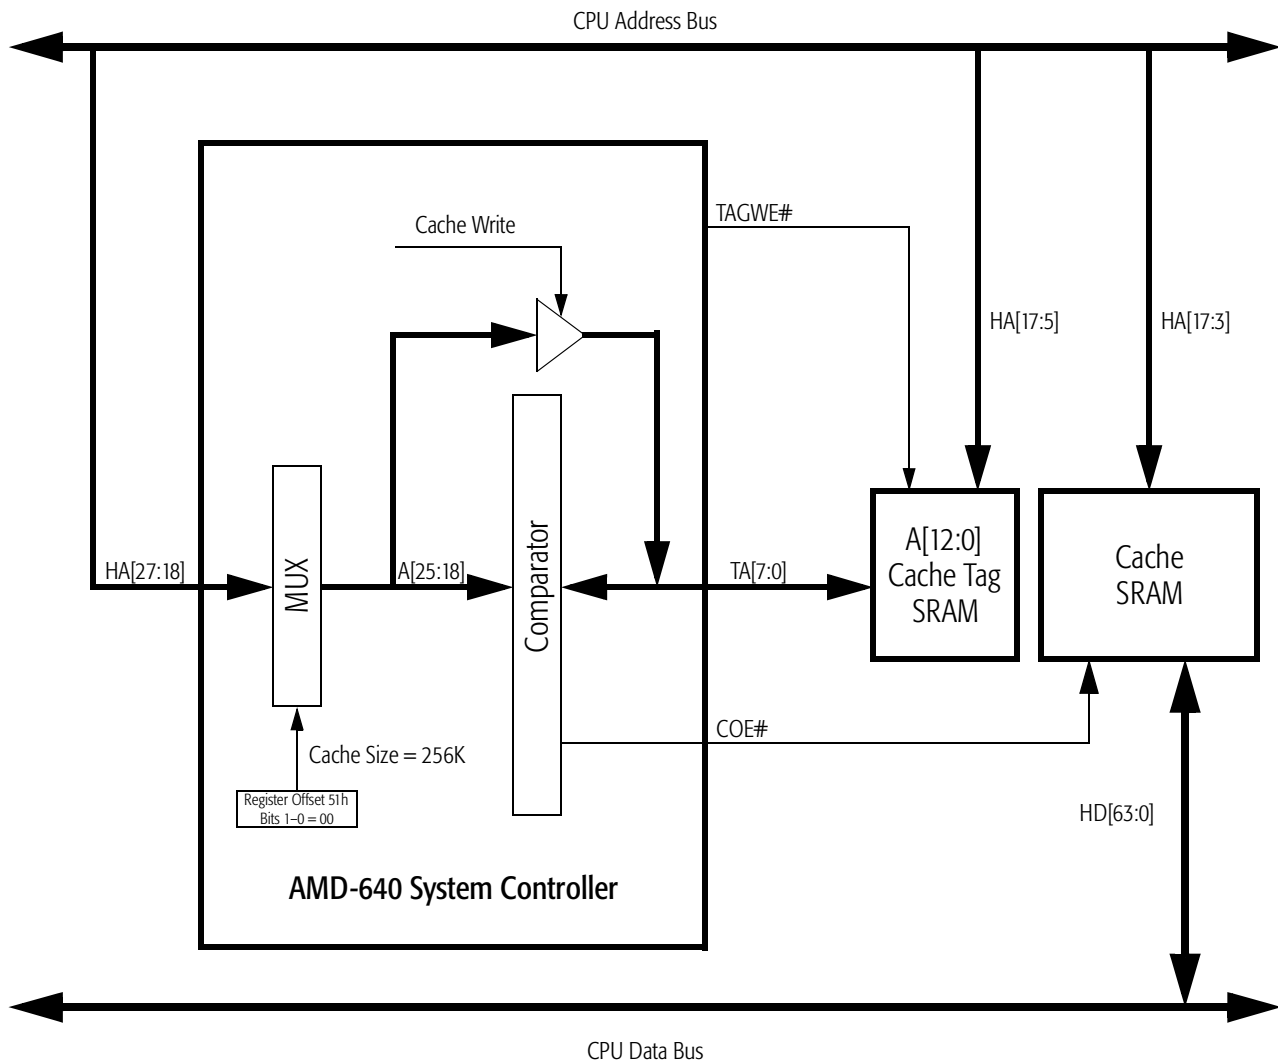 CPU Address Bus
TAGWE#
Cache Write
HA[17:5]
HA[17:3]
A[12:0]
Cache Tag
SRAM
Cache
SRAM
HA[27:18]
MUX
A[25:18]
Comparator
TA[7:0]
COE#
Cache Size = 256K
Register Offset 51h
Bits 1–0 = 00
HD[63:0]
AMD-640 System Controller
CPU Data Bus